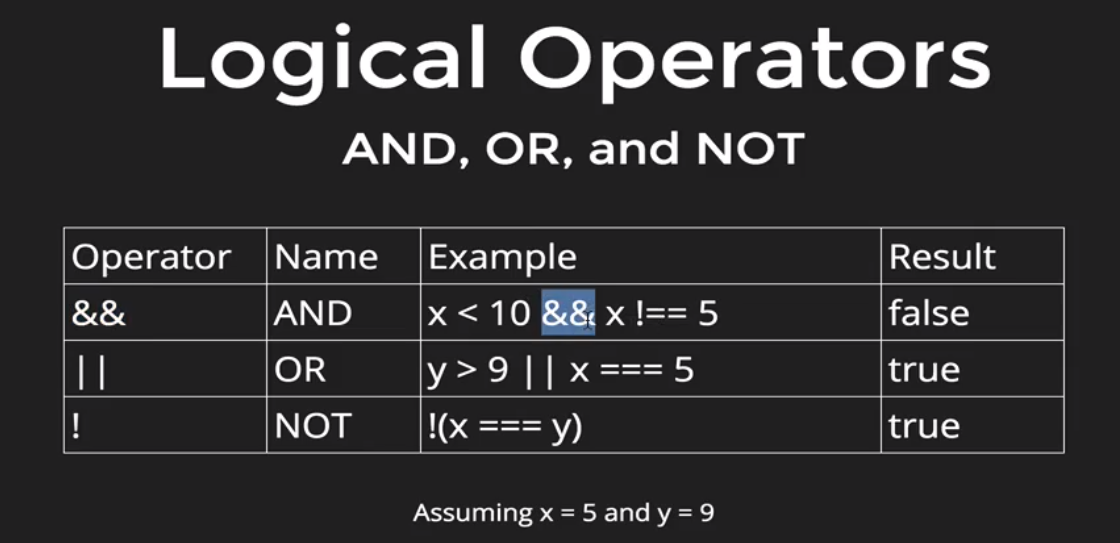 Logical Operators
AND, OR, and NOT
Operator Name Example Result
&& AND x < 10 && x !== 5 false
|| OR y > 9 || x === 5 true
! NOT !(x === y) true
Assuming x = 5 and y = 9